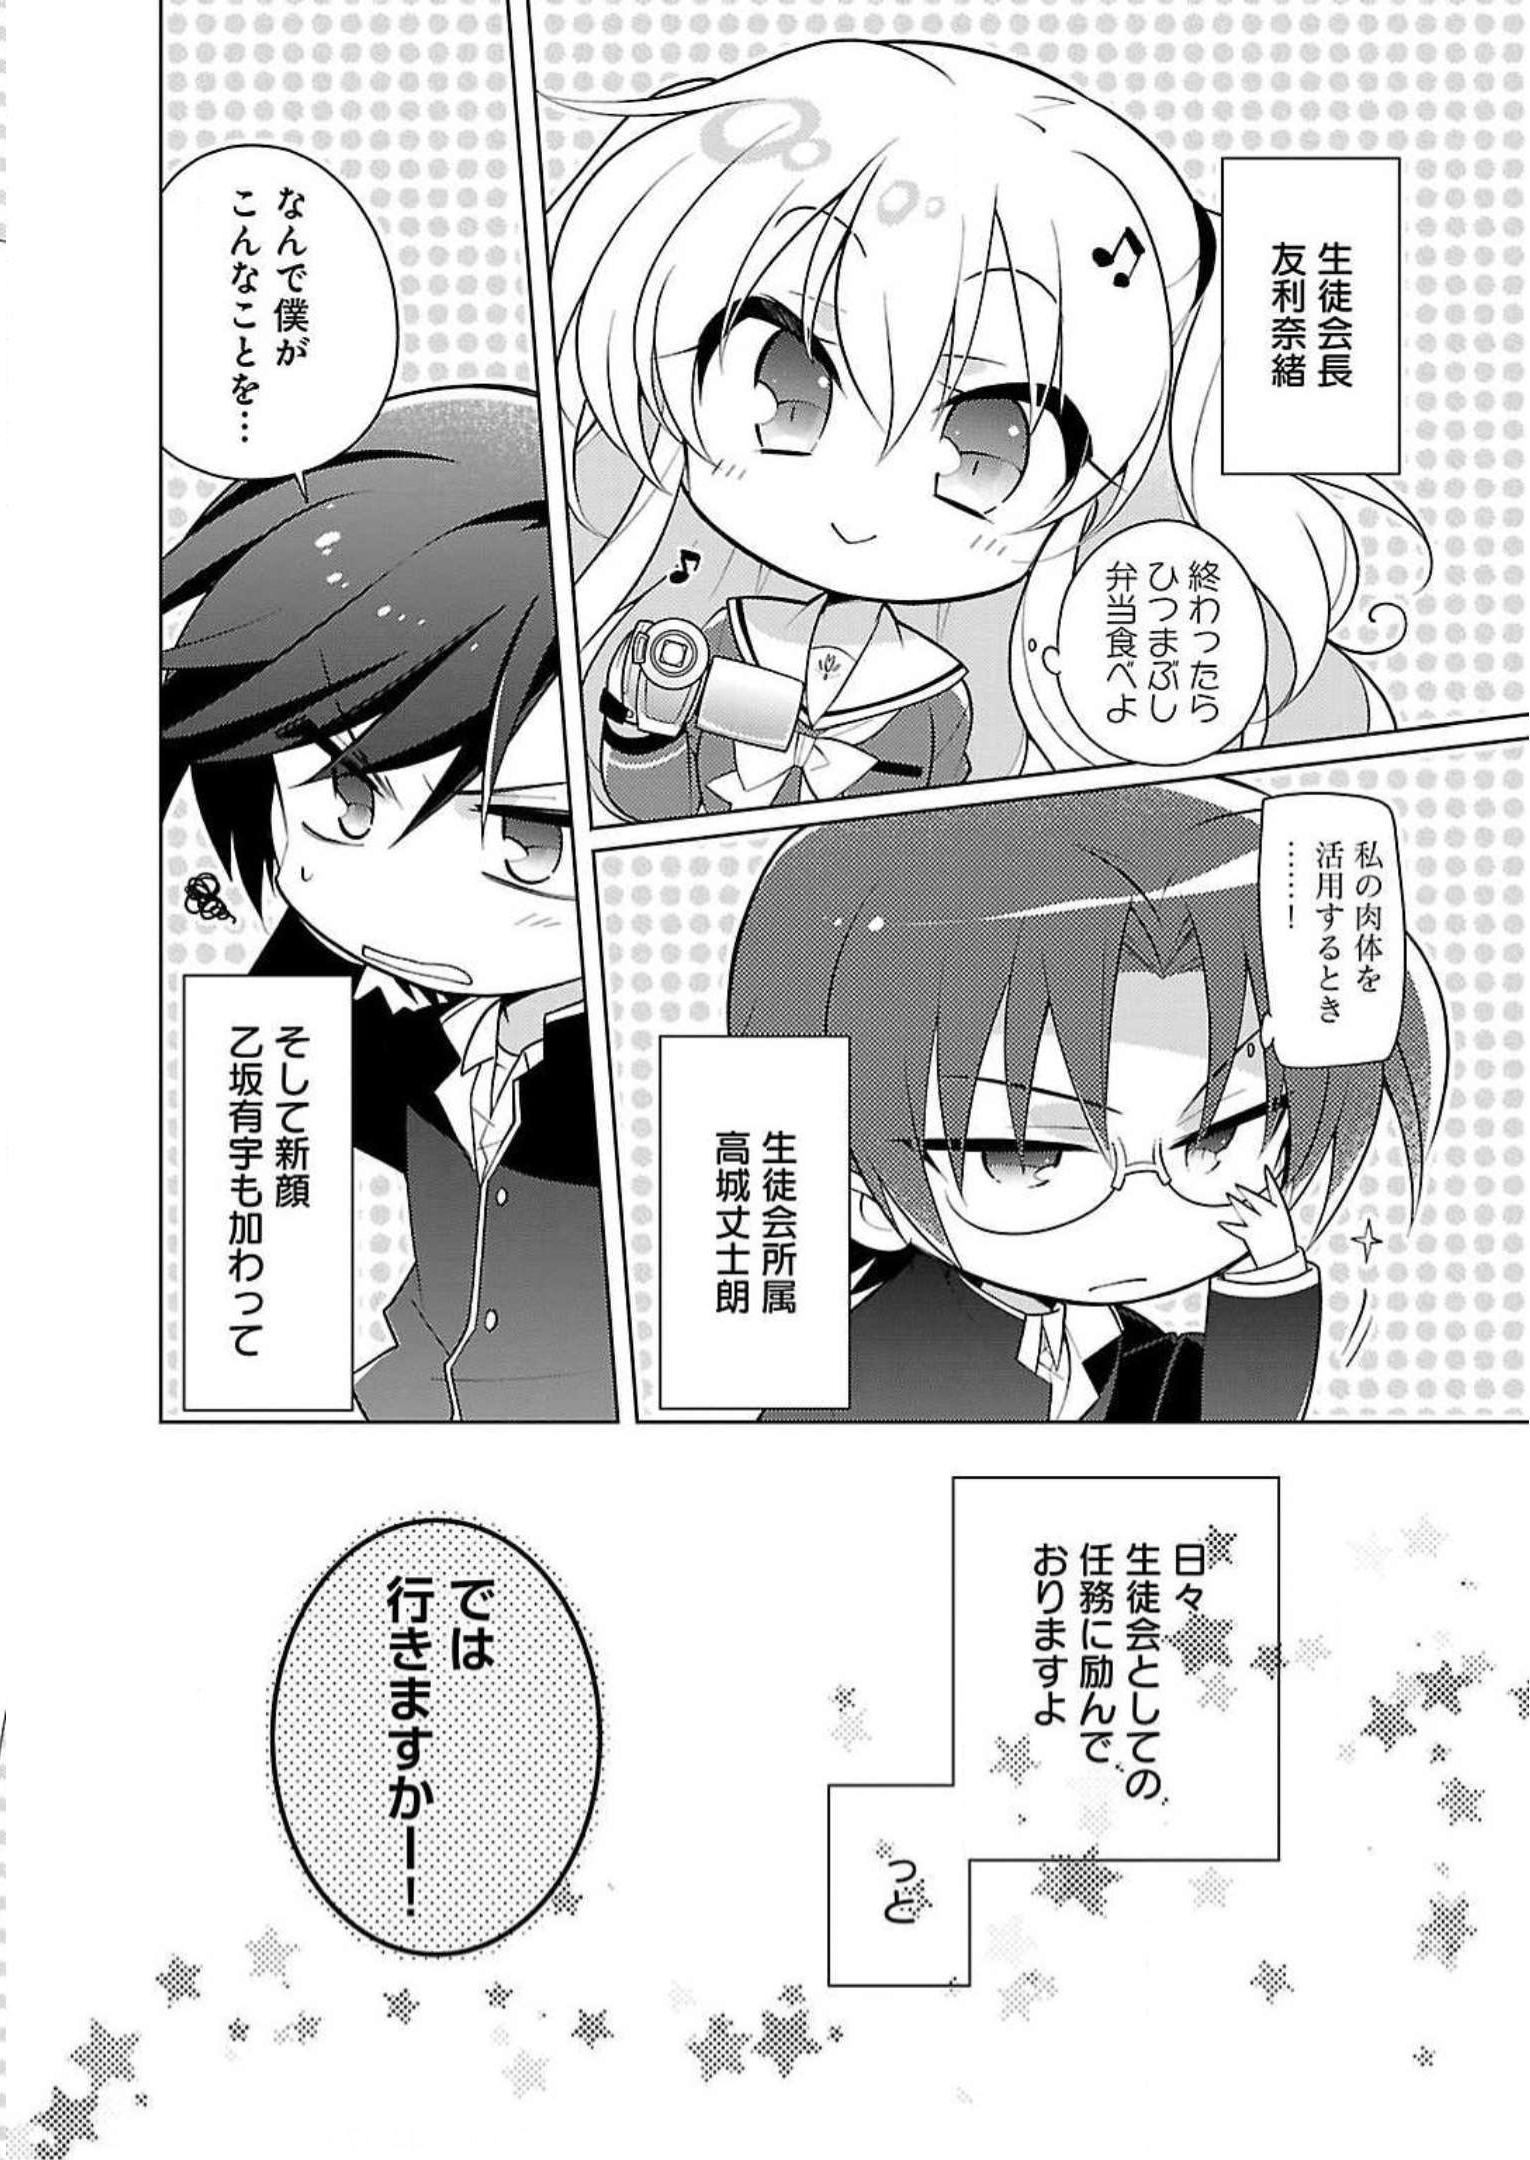 生徒会長
友利奈緒
終わったら
ひつまぶし
弁当食べよ
私の肉体を
活用するとき
……！
生徒会所属
高城丈士朗
なんで僕が
こんなことを…
そして新顔
乙坂有宇も加わって
日々
生徒会としての
任務に励んで
おりますよ
っと
では
行きますかー！